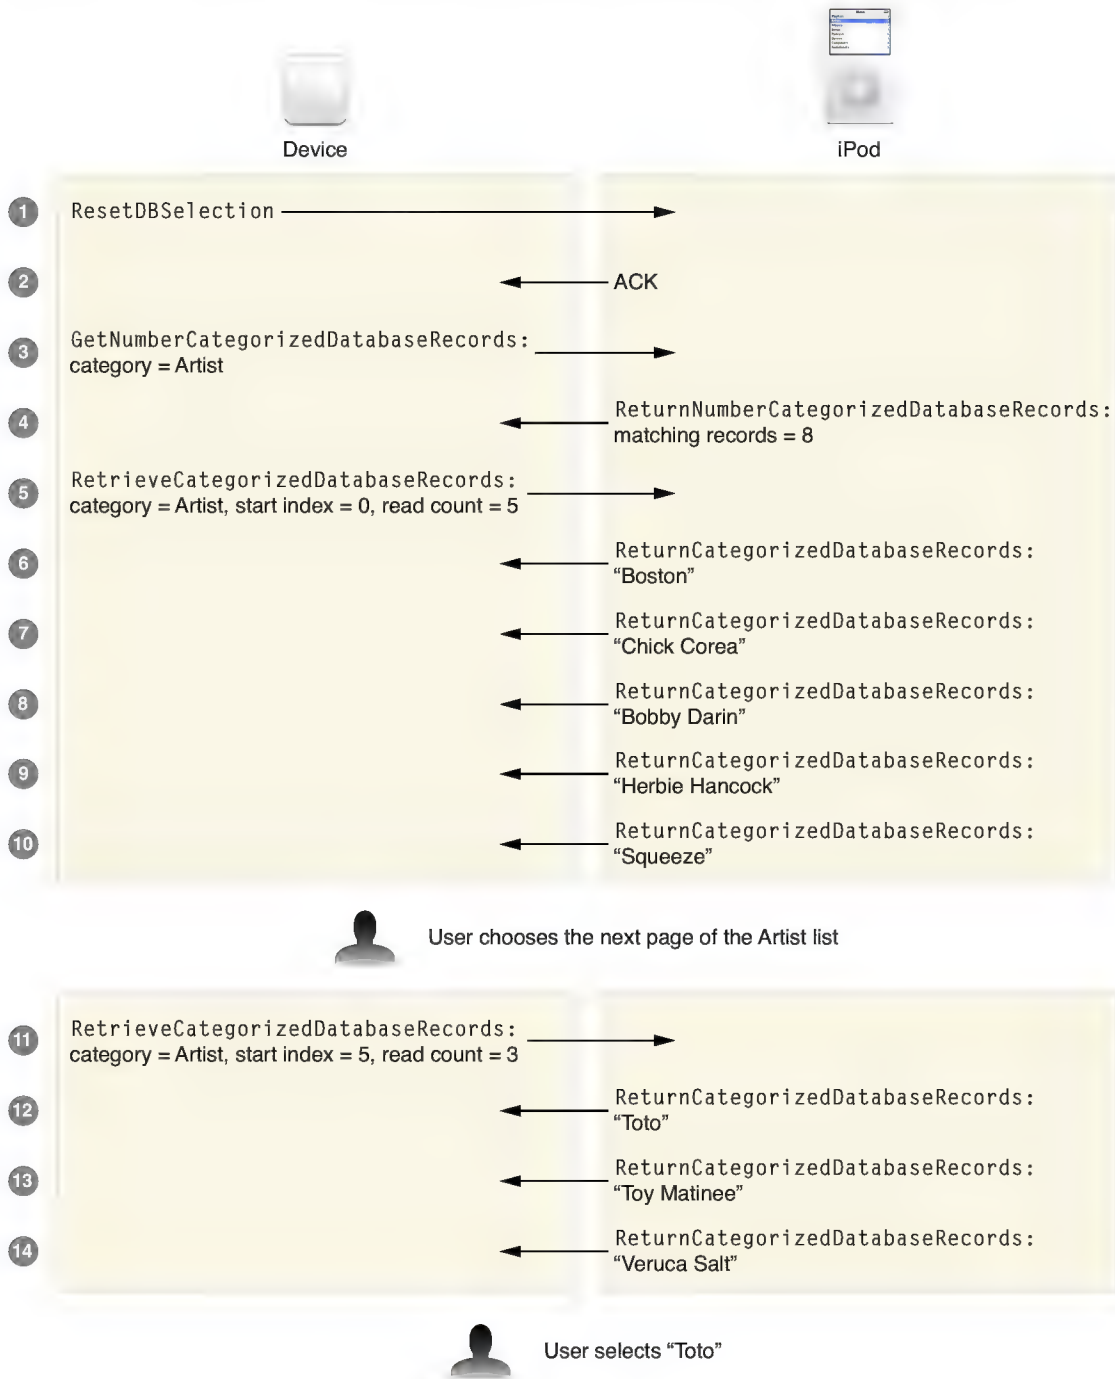 Device
iPod
1 ResetDBSelection
2 ACK
3 GetNumberCategorizedDatabaseRecords:
category = Artist
4 ReturnNumberCategorizedDatabaseRecords:
matching records = 8
5 RetrieveCategorizedDatabaseRecords:
category = Artist, start index = 0, read count = 5
6 ReturnCategorizedDatabaseRecords:
“Boston”
7 ReturnCategorizedDatabaseRecords:
“Chick Corea”
8 ReturnCategorizedDatabaseRecords:
“Bobby Darin”
9 ReturnCategorizedDatabaseRecords:
“Herbie Hancock”
10 ReturnCategorizedDatabaseRecords:
“Squeeze”
User chooses the next page of the Artist list
11 RetrieveCategorizedDatabaseRecords:
category = Artist, start index = 5, read count = 3
12 ReturnCategorizedDatabaseRecords:
“Toto”
13 ReturnCategorizedDatabaseRecords:
“Toy Matinee”
14 ReturnCategorizedDatabaseRecords:
“Veruca Salt”
User selects “Toto”